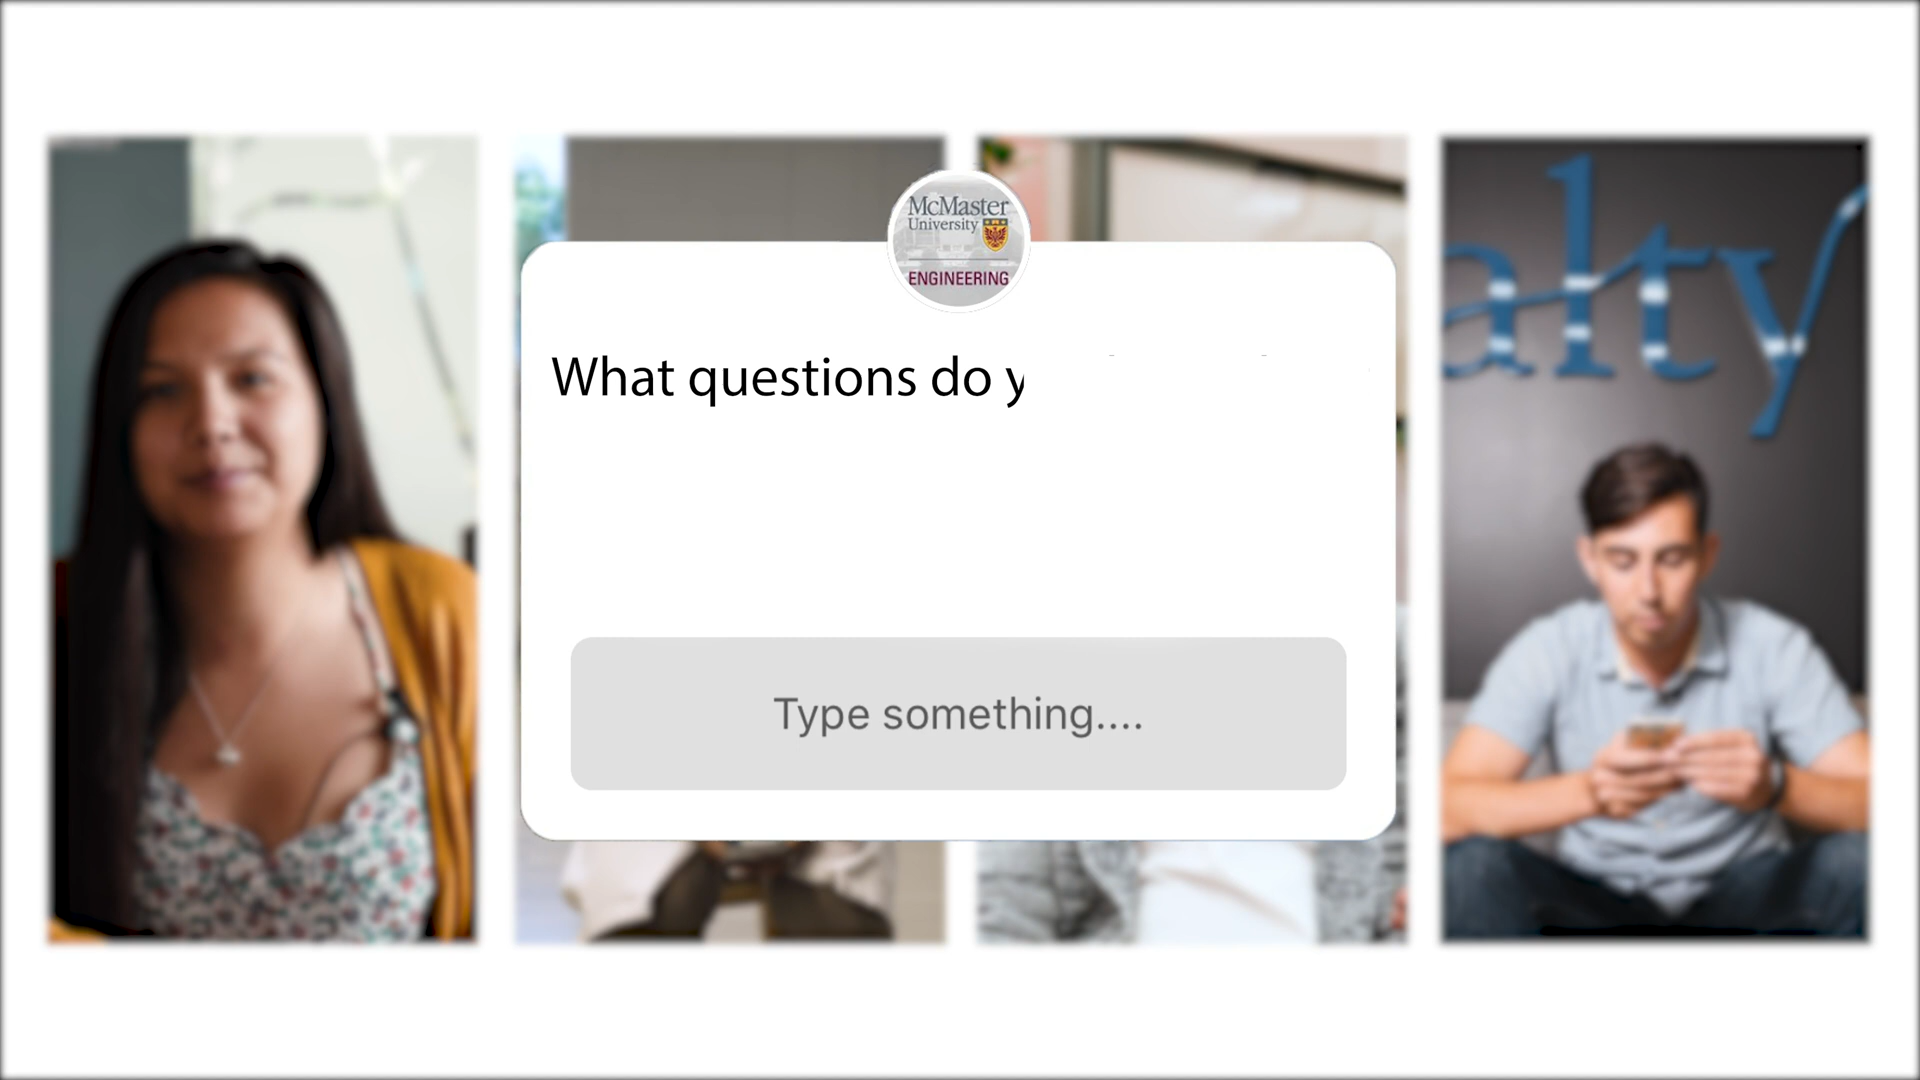 McMaster
University
ENGINEERING
What questions do y
Type something....
alty